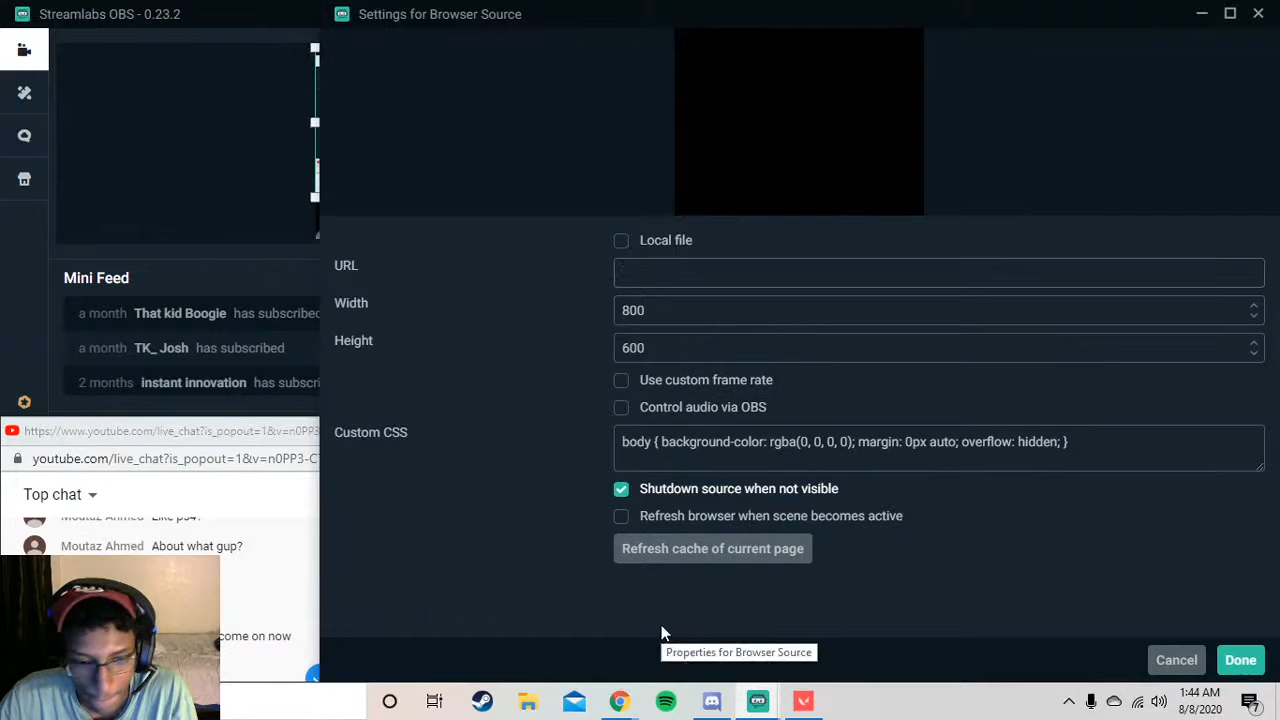 Streamlabs OBS - 0.23.2
Settings for Browser Source
Local file
URL
Width
800
Height
600
Use custom frame rate
Control audio via OBS
Custom CSS
body { background-color: rgba(0, 0, 0, 0); margin: 0px auto; overflow: hidden; }
Shutdown source when not visible
Refresh browser when scene becomes active
Refresh cache of current page
Properties for Browser Source
Cancel
Done
Mini Feed
a month That kid Boogie has subscribed
a month TK_ Josh has subscribed
2 months instant innovation has subscri
https://www.youtube.com/live_chat?is_popout=1&v=n0PP3-C
youtube.com/live_chat?is_popout=1&v=n0PP3-C
Top chat
Moutaz Ahmed Like ps4?
Moutaz Ahmed About what gup?
come on now
1:44 AM
8/8/2020
7